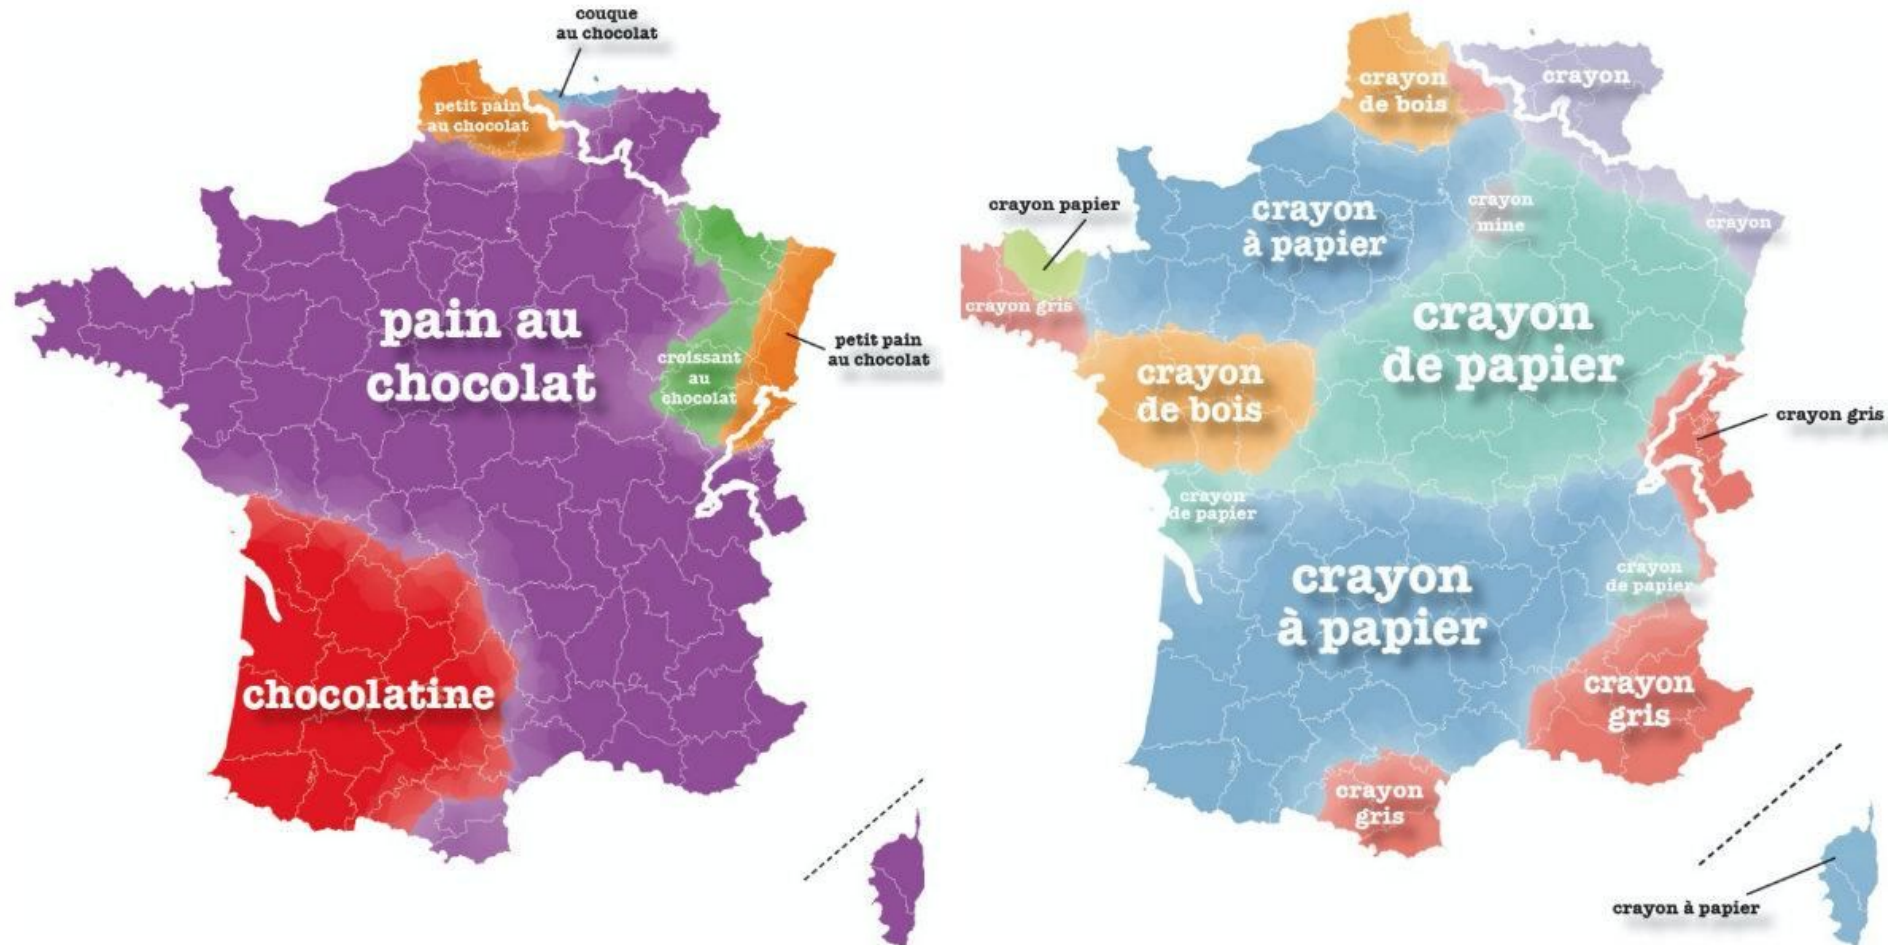 couque
au chocolat
petit pain
au chocolat
pain au
chocolat
croissant
au
chocolat
petit pain
au chocolat
chocolatine
crayon
de bois
crayon
crayon papier
crayon
à papier
crayon
mine
crayon
crayon gris
crayon
de papier
crayon
de bois
crayon gris
crayon
de papier
crayon
à papier
crayon
de papier
crayon
gris
crayon
gris
crayon à papier